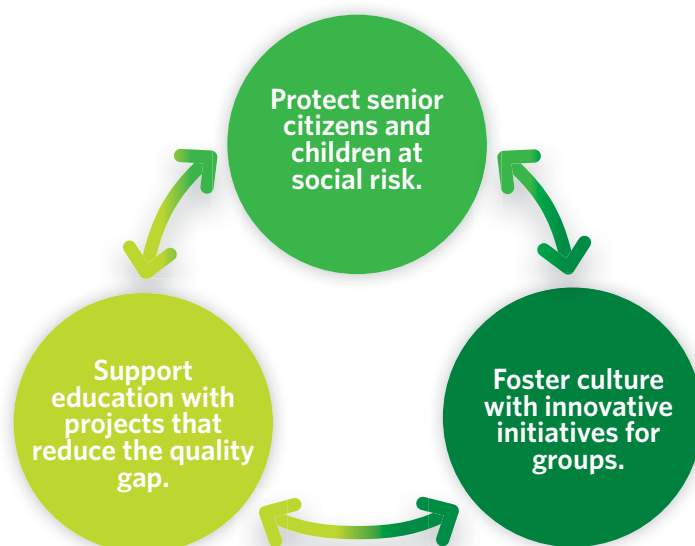 Protect senior
citizens and
children at
social risk.
Support
education with
projects that
reduce the quality
gap.
Foster culture
with innovative
initiatives for
groups.